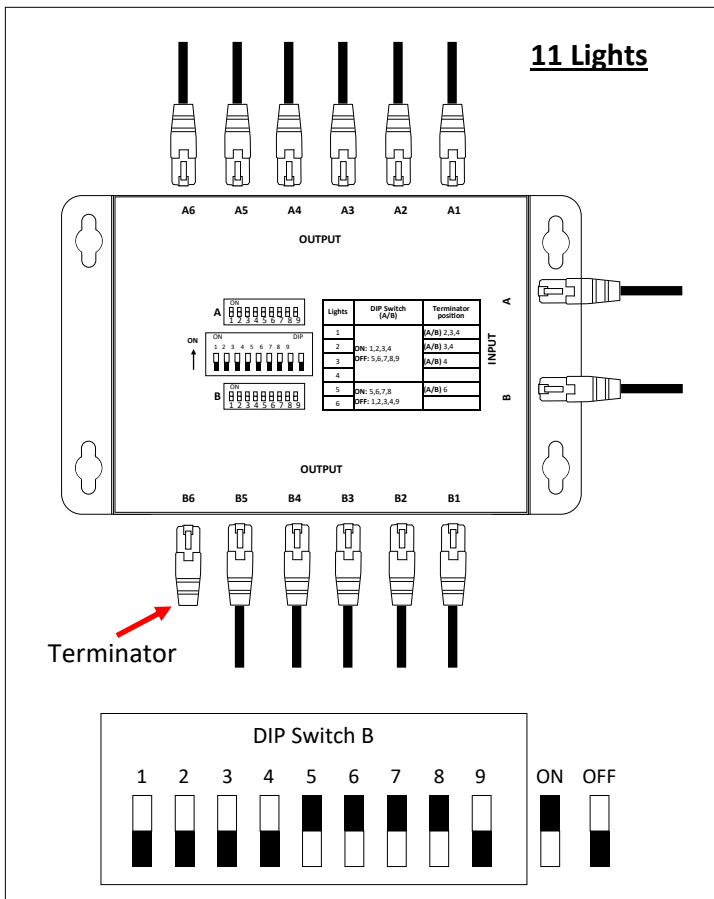 11 Lights
A6 A5 A4 A3 A2 A1
OUTPUT
A
ON
1 2 3 4 5 6 7 8 9
ON
ON DIP
1 2 3 4 5 6 7 8 9
B
ON
1 2 3 4 5 6 7 8 9
Lights DIP Switch (A/B) Terminator position
1 (A/B) 2,3,4
2 ON: 1,2,3,4 (A/B) 3,4
3 OFF: 5,6,7,8,9 (A/B) 4
4
5 ON: 5,6,7,8 (A/B) 6
6 OFF: 1,2,3,4,9
A
INPUT
B
OUTPUT
B6 B5 B4 B3 B2 B1
Terminator
DIP Switch B
1 2 3 4 5 6 7 8 9 ON OFF